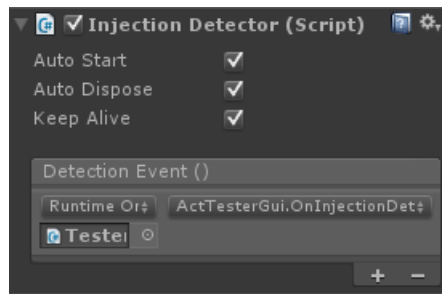 Injection Detector (Script)
Auto Start
Auto Dispose
Keep Alive
Detection Event ()
Runtime Or
ActTesterGui.OnInjectionDet
Tester